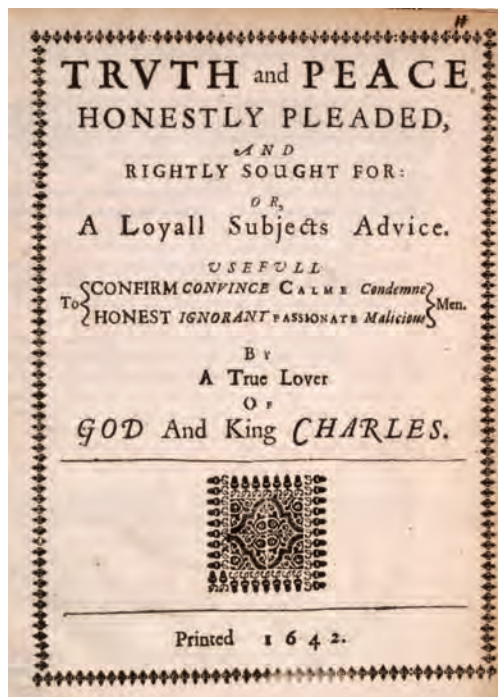 TRVTH and PEACE
HONESTLY PLEADED,
AND
RIGHTLY SOUGHT FOR:
OR,
A Loyall Subjects Advice.
USEFULL
To {CONFIRM CONVINCE CALME Condemne} Men.
{HONEST IGNORANT PASSIONATE Malicious}
BY
A True Lover
OF
GOD And King CHARLES.
Printed 1642.